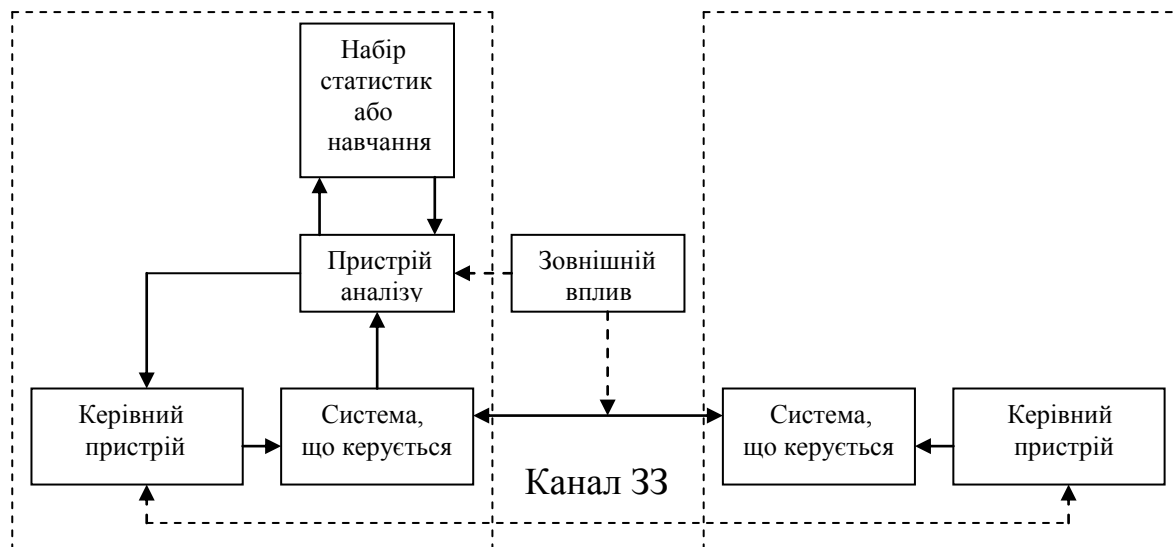 Набір
статистик
або
навчання
Пристрій
аналізу
Зовнішній
вплив
Керівний
пристрій
Система,
що керується
Система,
що керується
Керівний
пристрій
Канал ЗЗ